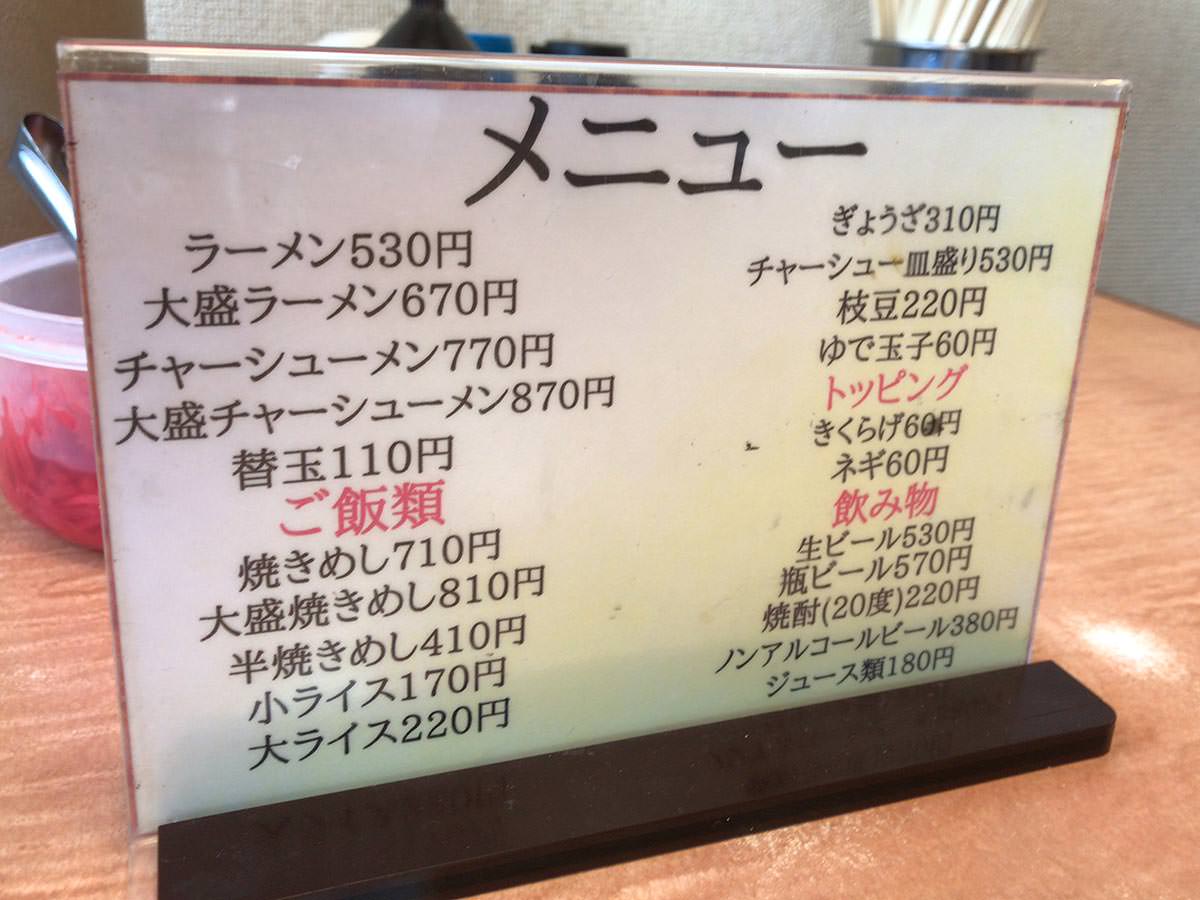 メニュー
ラーメン530円
大盛ラーメン670円
チャーシューメン770円
大盛チャーシューメン870円
替玉110円
ご飯類
焼きめし710円
大盛焼きめし810円
半焼きめし410円
小ライス170円
大ライス220円
ぎょうざ310円
チャーシュー皿盛り530円
枝豆220円
ゆで玉子60円
トッピング
きくらげ60円
ネギ60円
飲み物
生ビール530円
瓶ビール570円
焼酎(20度)220円
ノンアルコールビール380円
ジュース類180円